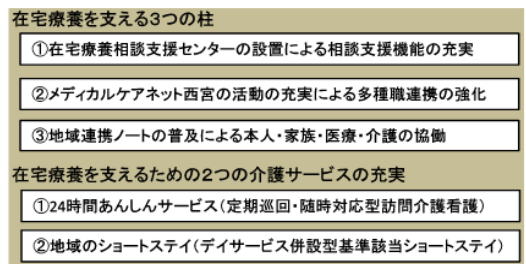 在宅療養を支える３つの柱
①在宅療養相談支援センターの設置による相談支援機能の充実
②メディカルケアネット西宮の活動の充実による多種職連携の強化
③地域連携ノートの普及による本人・家族・医療・介護の協働
在宅療養を支えるための２つの介護サービスの充実
①24時間あんしんサービス（定期巡回・随時対応型訪問介護看護）
②地域のショートステイ（デイサービス併設型基準該当ショートステイ）